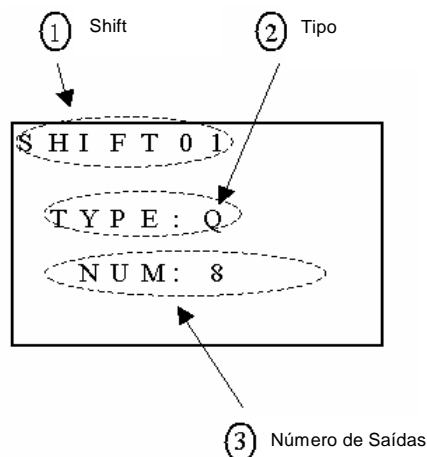 1 Shift
2 Tipo
SHIFT01
TYPE: Q
NUM: 8
3 Número de Saídas